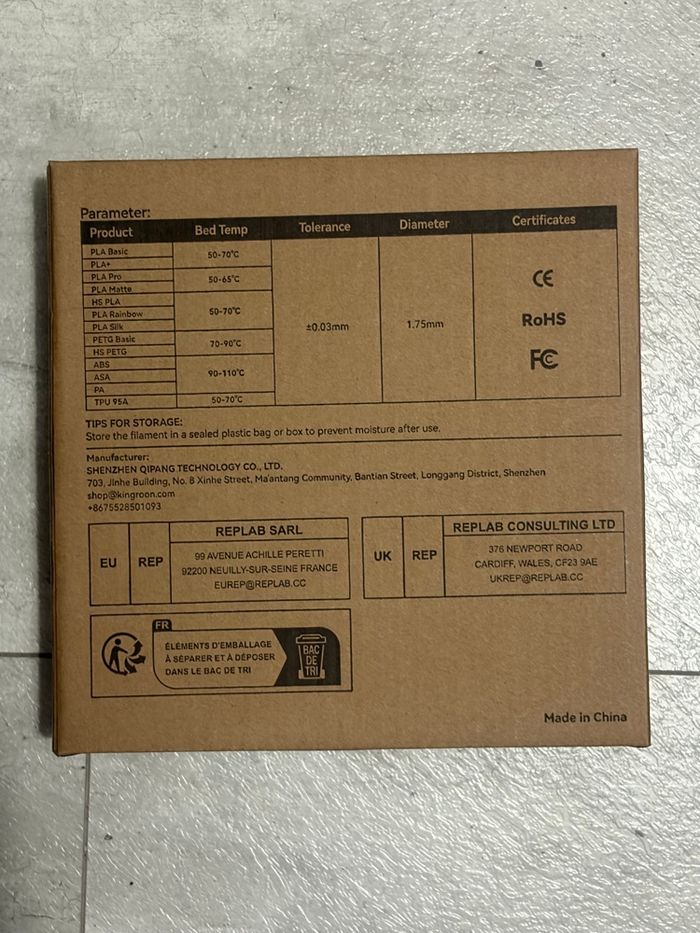 Parameter:
Product Bed Temp Tolerance Diameter Certificates
PLA Basic
PLA+
50-70°C
PLA Pro
PLA Matte
50-65°C
HS PLA
PLA Rainbow
PLA Silk
50-70°C
PETG Basic
HS PETG
70-90°C
ABS
ASA
PA
90-110°C
TPU 95A
50-70°C
±0.03mm
1.75mm
CE
RoHS
FC
TIPS FOR STORAGE:
Store the filament in a sealed plastic bag or box to prevent moisture after use.
Manufacturer:
SHENZHEN QIPANG TECHNOLOGY CO., LTD.
703, Jinhe Building, No. 8 Xinhe Street, Ma'antang Community, Bantian Street, Longgang District, Shenzhen
shop@kingroon.com
+8675528501093
EU REP
REPLAB SARL
99 AVENUE ACHILLE PERETTI
92200 NEUILLY-SUR-SEINE FRANCE
EUREP@REPLAB.CC
UK REP
REPLAB CONSULTING LTD
376 NEWPORT ROAD
CARDIFF, WALES, CF23 9AE
UKREP@REPLAB.CC
FR
ÉLÉMENTS D'EMBALLAGE
À SÉPARER ET À DÉPOSER
DANS LE BAC DE TRI
BAC
DE
TRI
Made in China